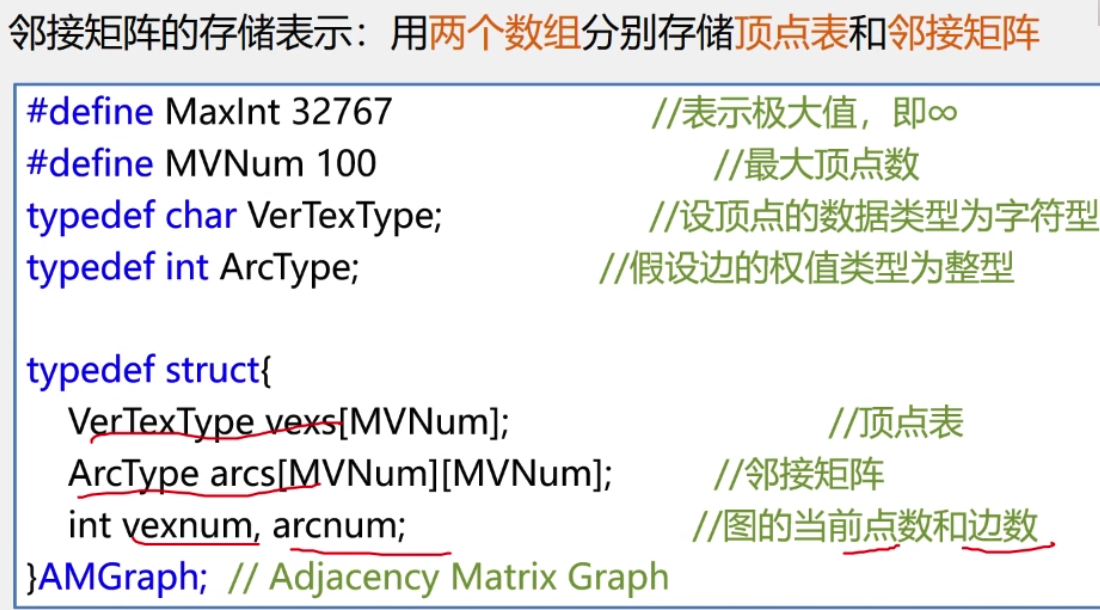 邻接矩阵的存储表示：用两个数组分别存储顶点表和邻接矩阵
#define MaxInt 32767 //表示极大值，即∞
#define MVNum 100 //最大顶点数
typedef char VerTexType; //设顶点的数据类型为字符型
typedef int ArcType; //假设边的权值类型为整型
typedef struct{
VerTexType vexs[MVNum]; //顶点表
ArcType arcs[MVNum][MVNum]; //邻接矩阵
int vexnum, arcnum; //图的当前点数和边数
}AMGraph; // Adjacency Matrix Graph